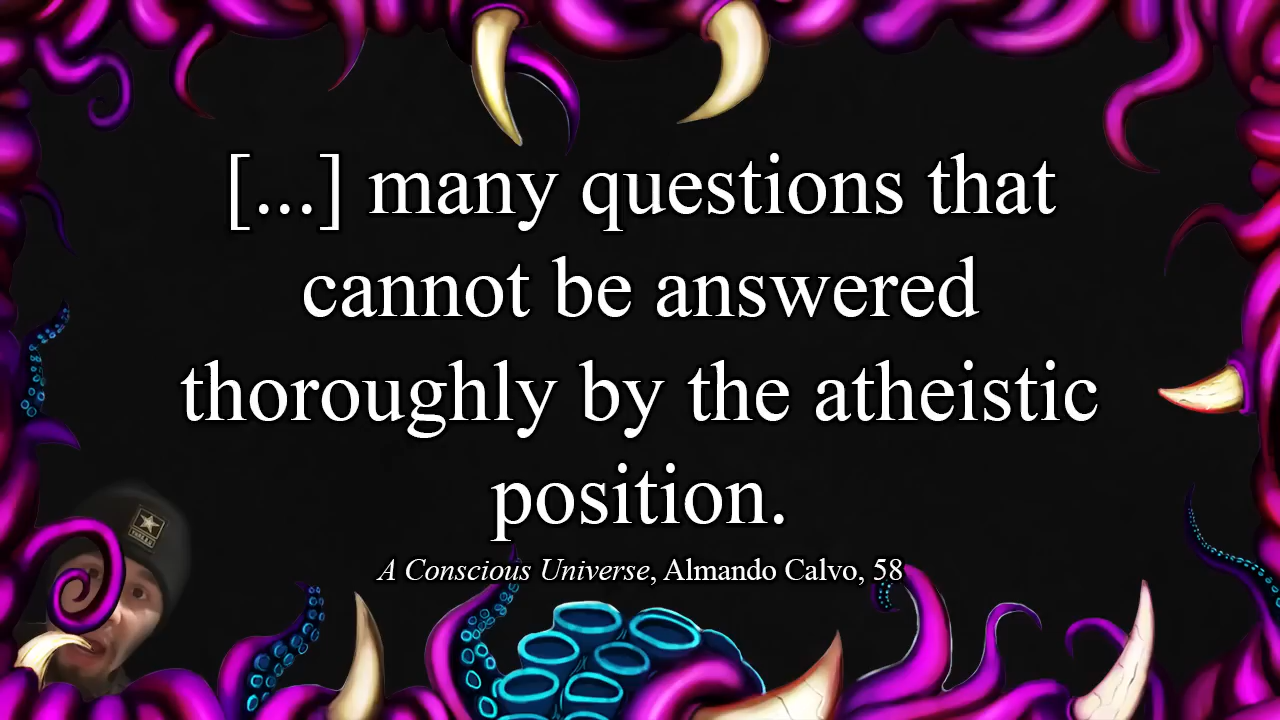 [...] many questions that
cannot be answered
thoroughly by the atheistic
position.
A Conscious Universe, Almando Calvo, 58